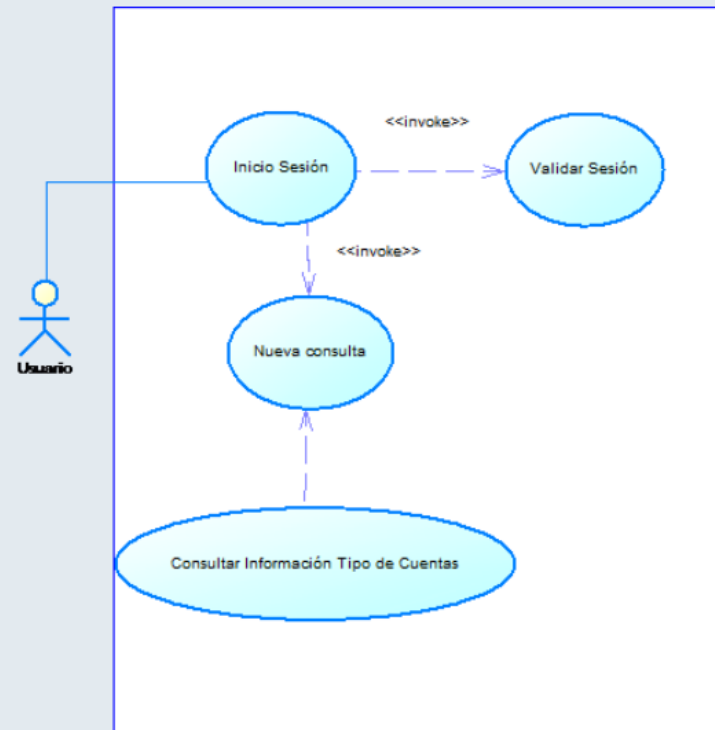 <<invoke>>
Inicio Sesión
Validar Sesión
<<invoke>>
Nueva consulta
Usuario
Consultar Información Tipo de Cuentas